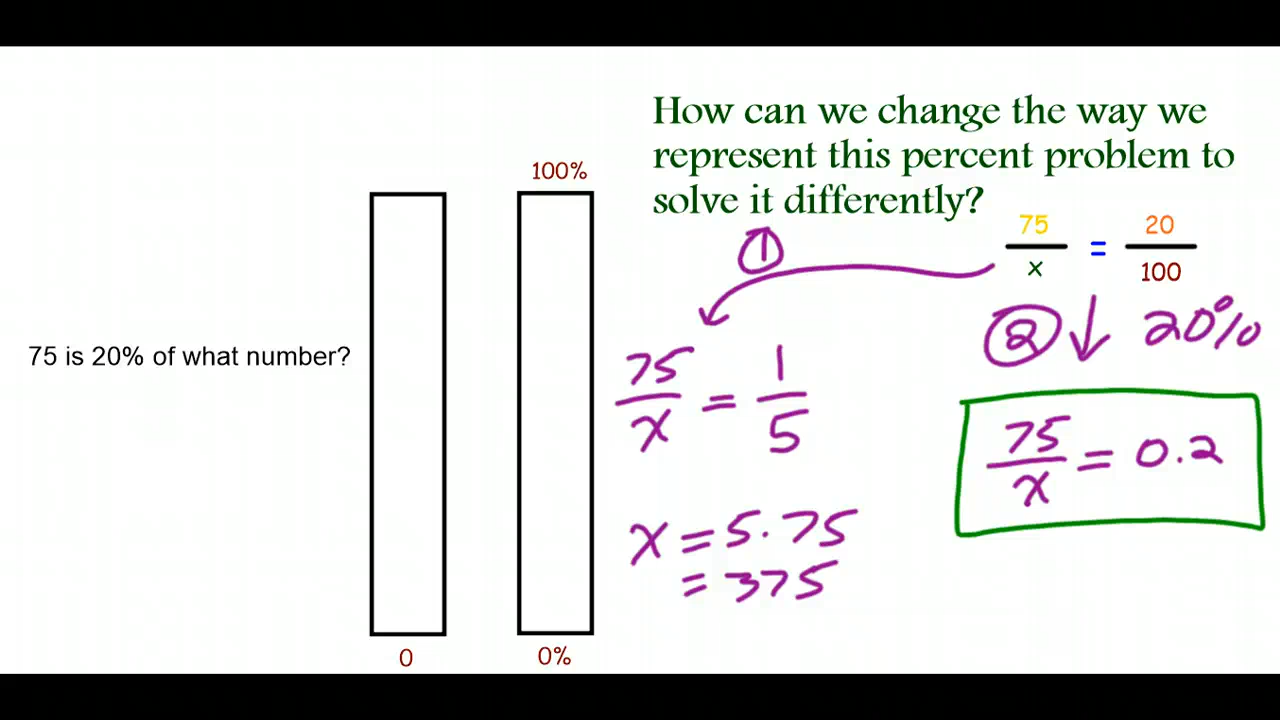 How can we change the way we
represent this percent problem to
solve it differently?
100%
75 is 20% of what number?
0
0%
75/x = 20/100
① 
75/x = 1/5
x = 5.75
= 375
② 20%
75/x = 0.2